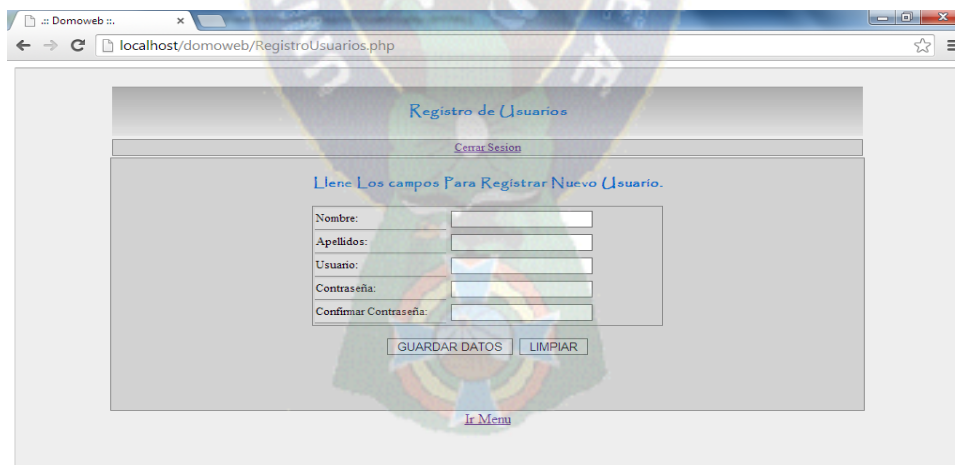 .:: Domoweb ::.
localhost/domoweb/RegistroUsuarios.php
Registro de Usuarios
Cerrar Sesion
Llene Los campos Para Registrar Nuevo Usuario.
Nombre:
Apellidos:
Usuario:
Contraseña:
Confirmar Contraseña:
GUARDAR DATOS LIMPIAR
Ir Menu